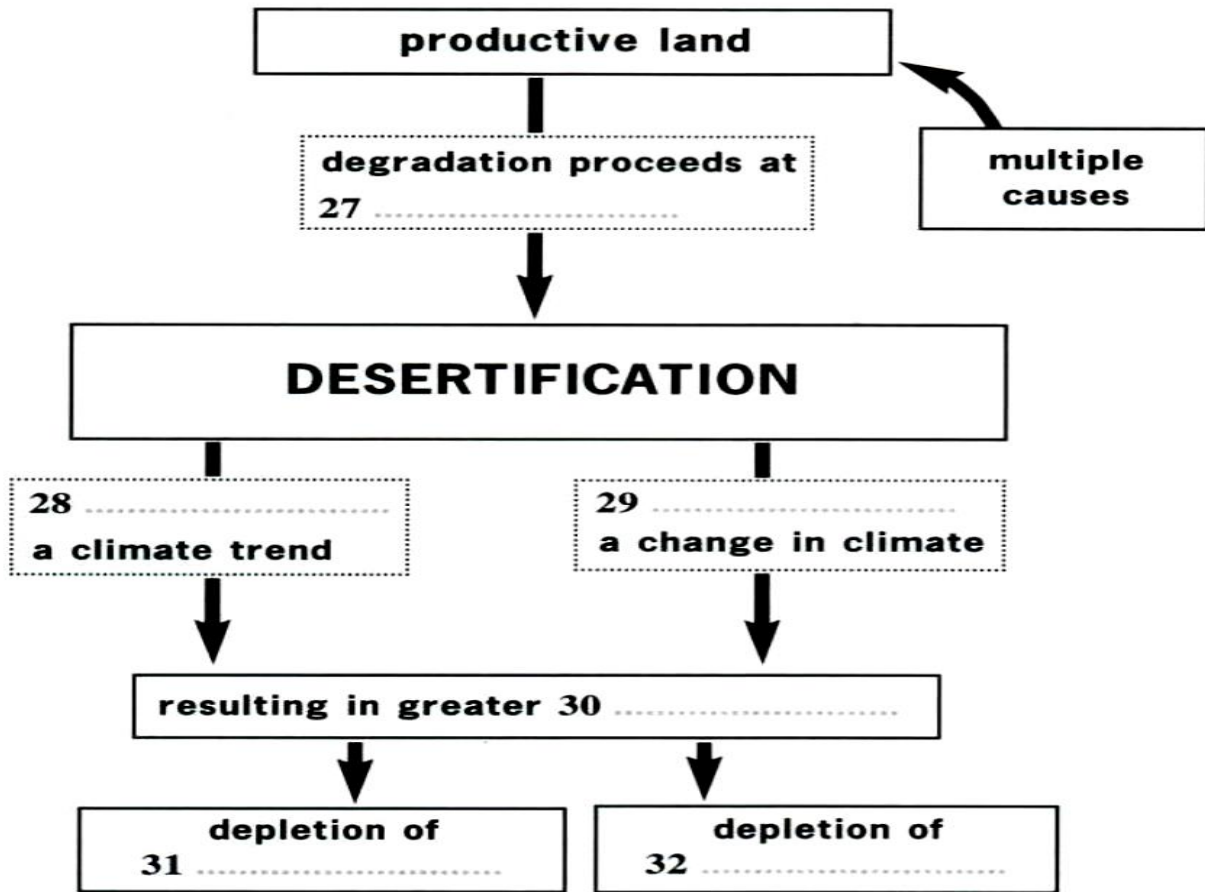 productive land
multiple
causes
degradation proceeds at
27 ..............................
DESERTIFICATION
28 ..............................
a climate trend
29 ..............................
a change in climate
resulting in greater 30 ..............................
depletion of
31 ..............................
depletion of
32 ..............................